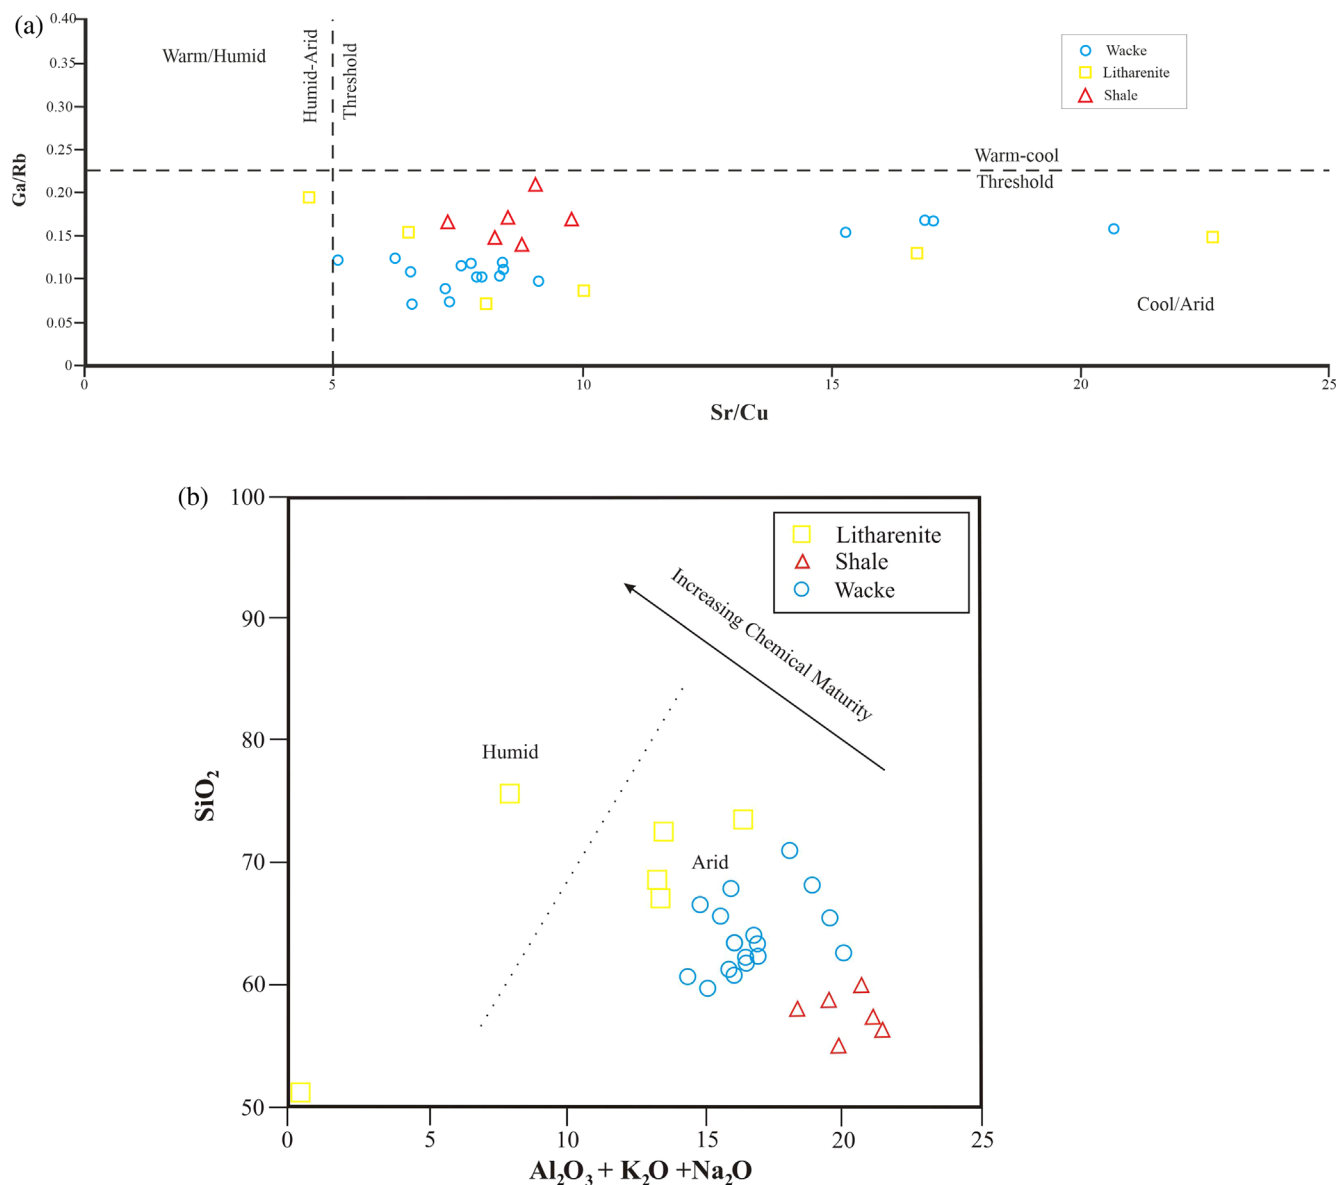 (a)
0.40
0.35
0.30
0.25
0.20
0.15
0.10
0.05
0
Ga/Rb
Warm/Humid
Humid-Arid
Threshold
Wacke
Litharenite
Shale
Warm-cool
Threshold
Cool/Arid
0 5 10 15 20 25
Sr/Cu
(b)
100
90
80
70
60
50
SiO₂
Litharenite
Shale
Wacke
Increasing Chemical Maturity
Humid
Arid
0 5 10 15 20 25
Al₂O₃ + K₂O +Na₂O